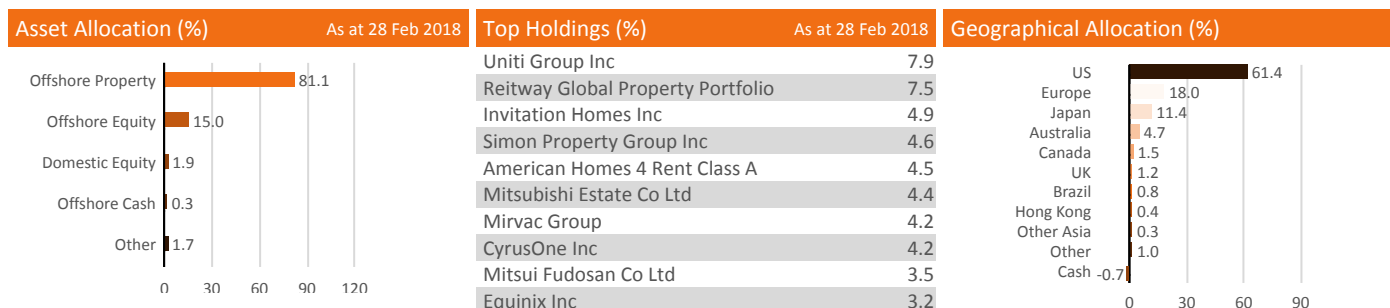 Asset Allocation (%) As at 28 Feb 2018
Offshore Property 81.1
Offshore Equity 15.0
Domestic Equity 1.9
Offshore Cash 0.3
Other 1.7
0 30 60 90 120
Top Holdings (%) As at 28 Feb 2018
Uniti Group Inc 7.9
Reitway Global Property Portfolio 7.5
Invitation Homes Inc 4.9
Simon Property Group Inc 4.6
American Homes 4 Rent Class A 4.5
Mitsubishi Estate Co Ltd 4.4
Mirvac Group 4.2
CyrusOne Inc 4.2
Mitsui Fudosan Co Ltd 3.5
Equinix Inc 3.2
Geographical Allocation (%)
US 61.4
Europe 18.0
Japan 11.4
Australia 4.7
Canada 1.5
UK 1.2
Brazil 0.8
Hong Kong 0.4
Other Asia 0.3
Other 1.0
Cash -0.7
0 30 60 90